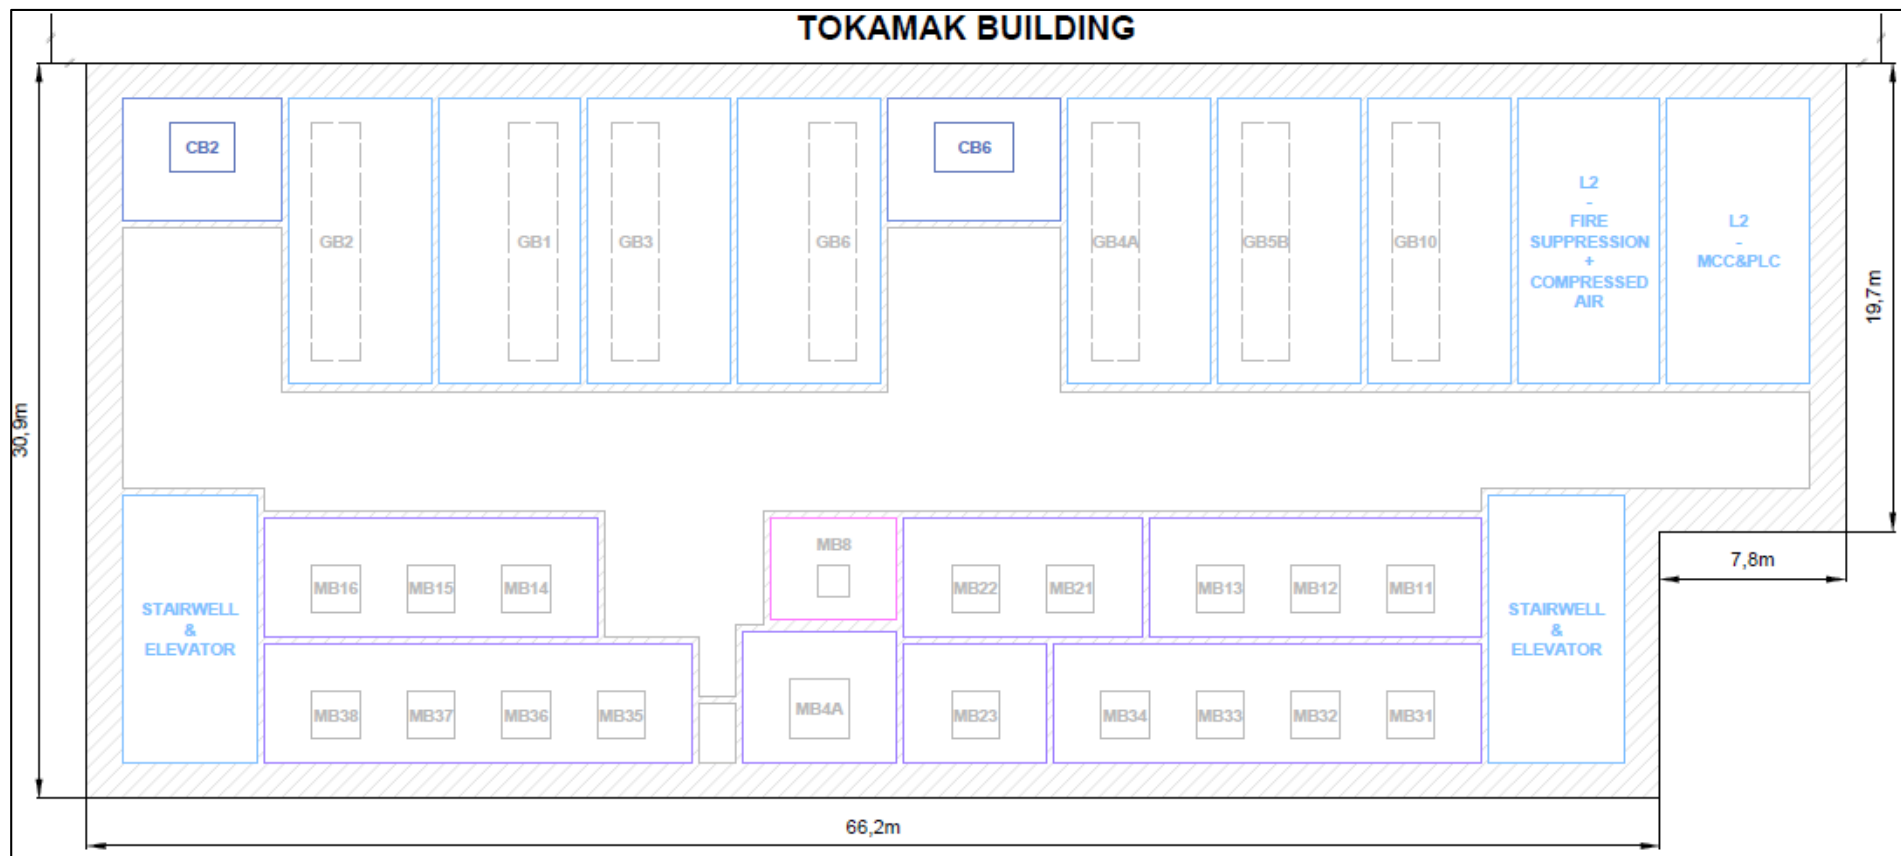 TOKAMAK BUILDING
CB2
CB6
GB2
GB1
GB3
GB6
GB4A
GB5B
GB10
L2
-
FIRE
SUPPRESSION
+
COMPRESSED
AIR
L2
-
MCC&PLC
19,7m
30,9m
7,8m
MB8
MB16
MB15
MB14
MB22
MB21
MB13
MB12
MB11
STAIRWELL
&
ELEVATOR
STAIRWELL
&
ELEVATOR
MB38
MB37
MB36
MB35
MB4A
MB23
MB34
MB33
MB32
MB31
66,2m